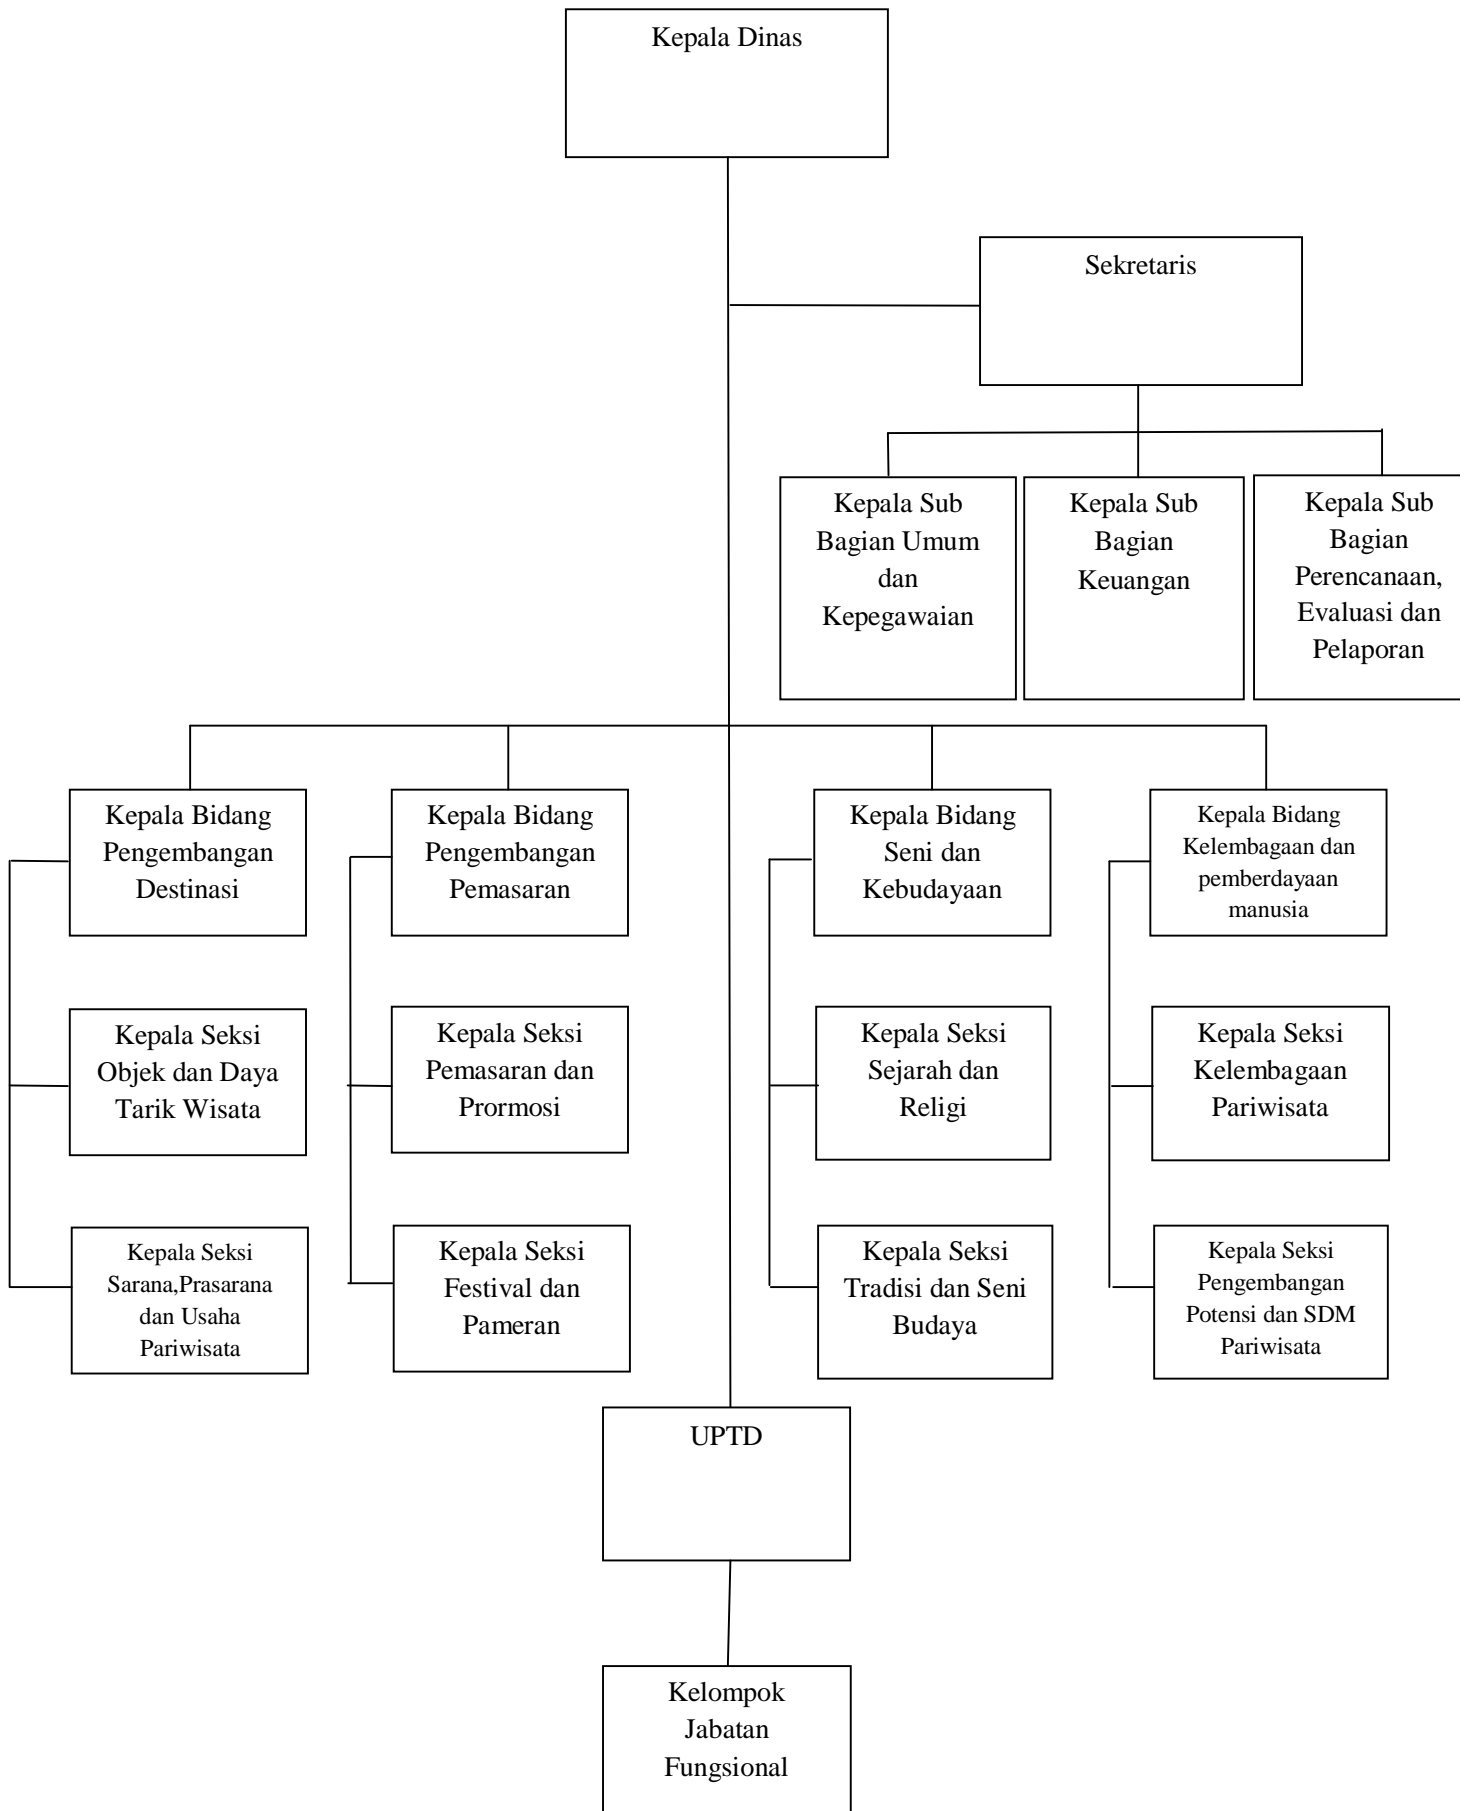 Kepala Dinas
Sekretaris
Kepala Sub
Bagian Umum
dan
Kepegawaian
Kepala Sub
Bagian
Keuangan
Kepala Sub
Bagian
Perencanaan,
Evaluasi dan
Pelaporan
Kepala Bidang
Pengembangan
Destinasi
Kepala Bidang
Pengembangan
Pemasaran
Kepala Bidang
Seni dan
Kebudayaan
Kepala Bidang
Kelembagaan dan
pemberdayaan
manusia
Kepala Seksi
Objek dan Daya
Tarik Wisata
Kepala Seksi
Pemasaran dan
Prormosi
Kepala Seksi
Sejarah dan
Religi
Kepala Seksi
Kelembagaan
Pariwisata
Kepala Seksi
Sarana,Prasarana
dan Usaha
Pariwisata
Kepala Seksi
Festival dan
Pameran
Kepala Seksi
Tradisi dan Seni
Budaya
Kepala Seksi
Pengembangan
Potensi dan SDM
Pariwisata
UPTD
Kelompok
Jabatan
Fungsional